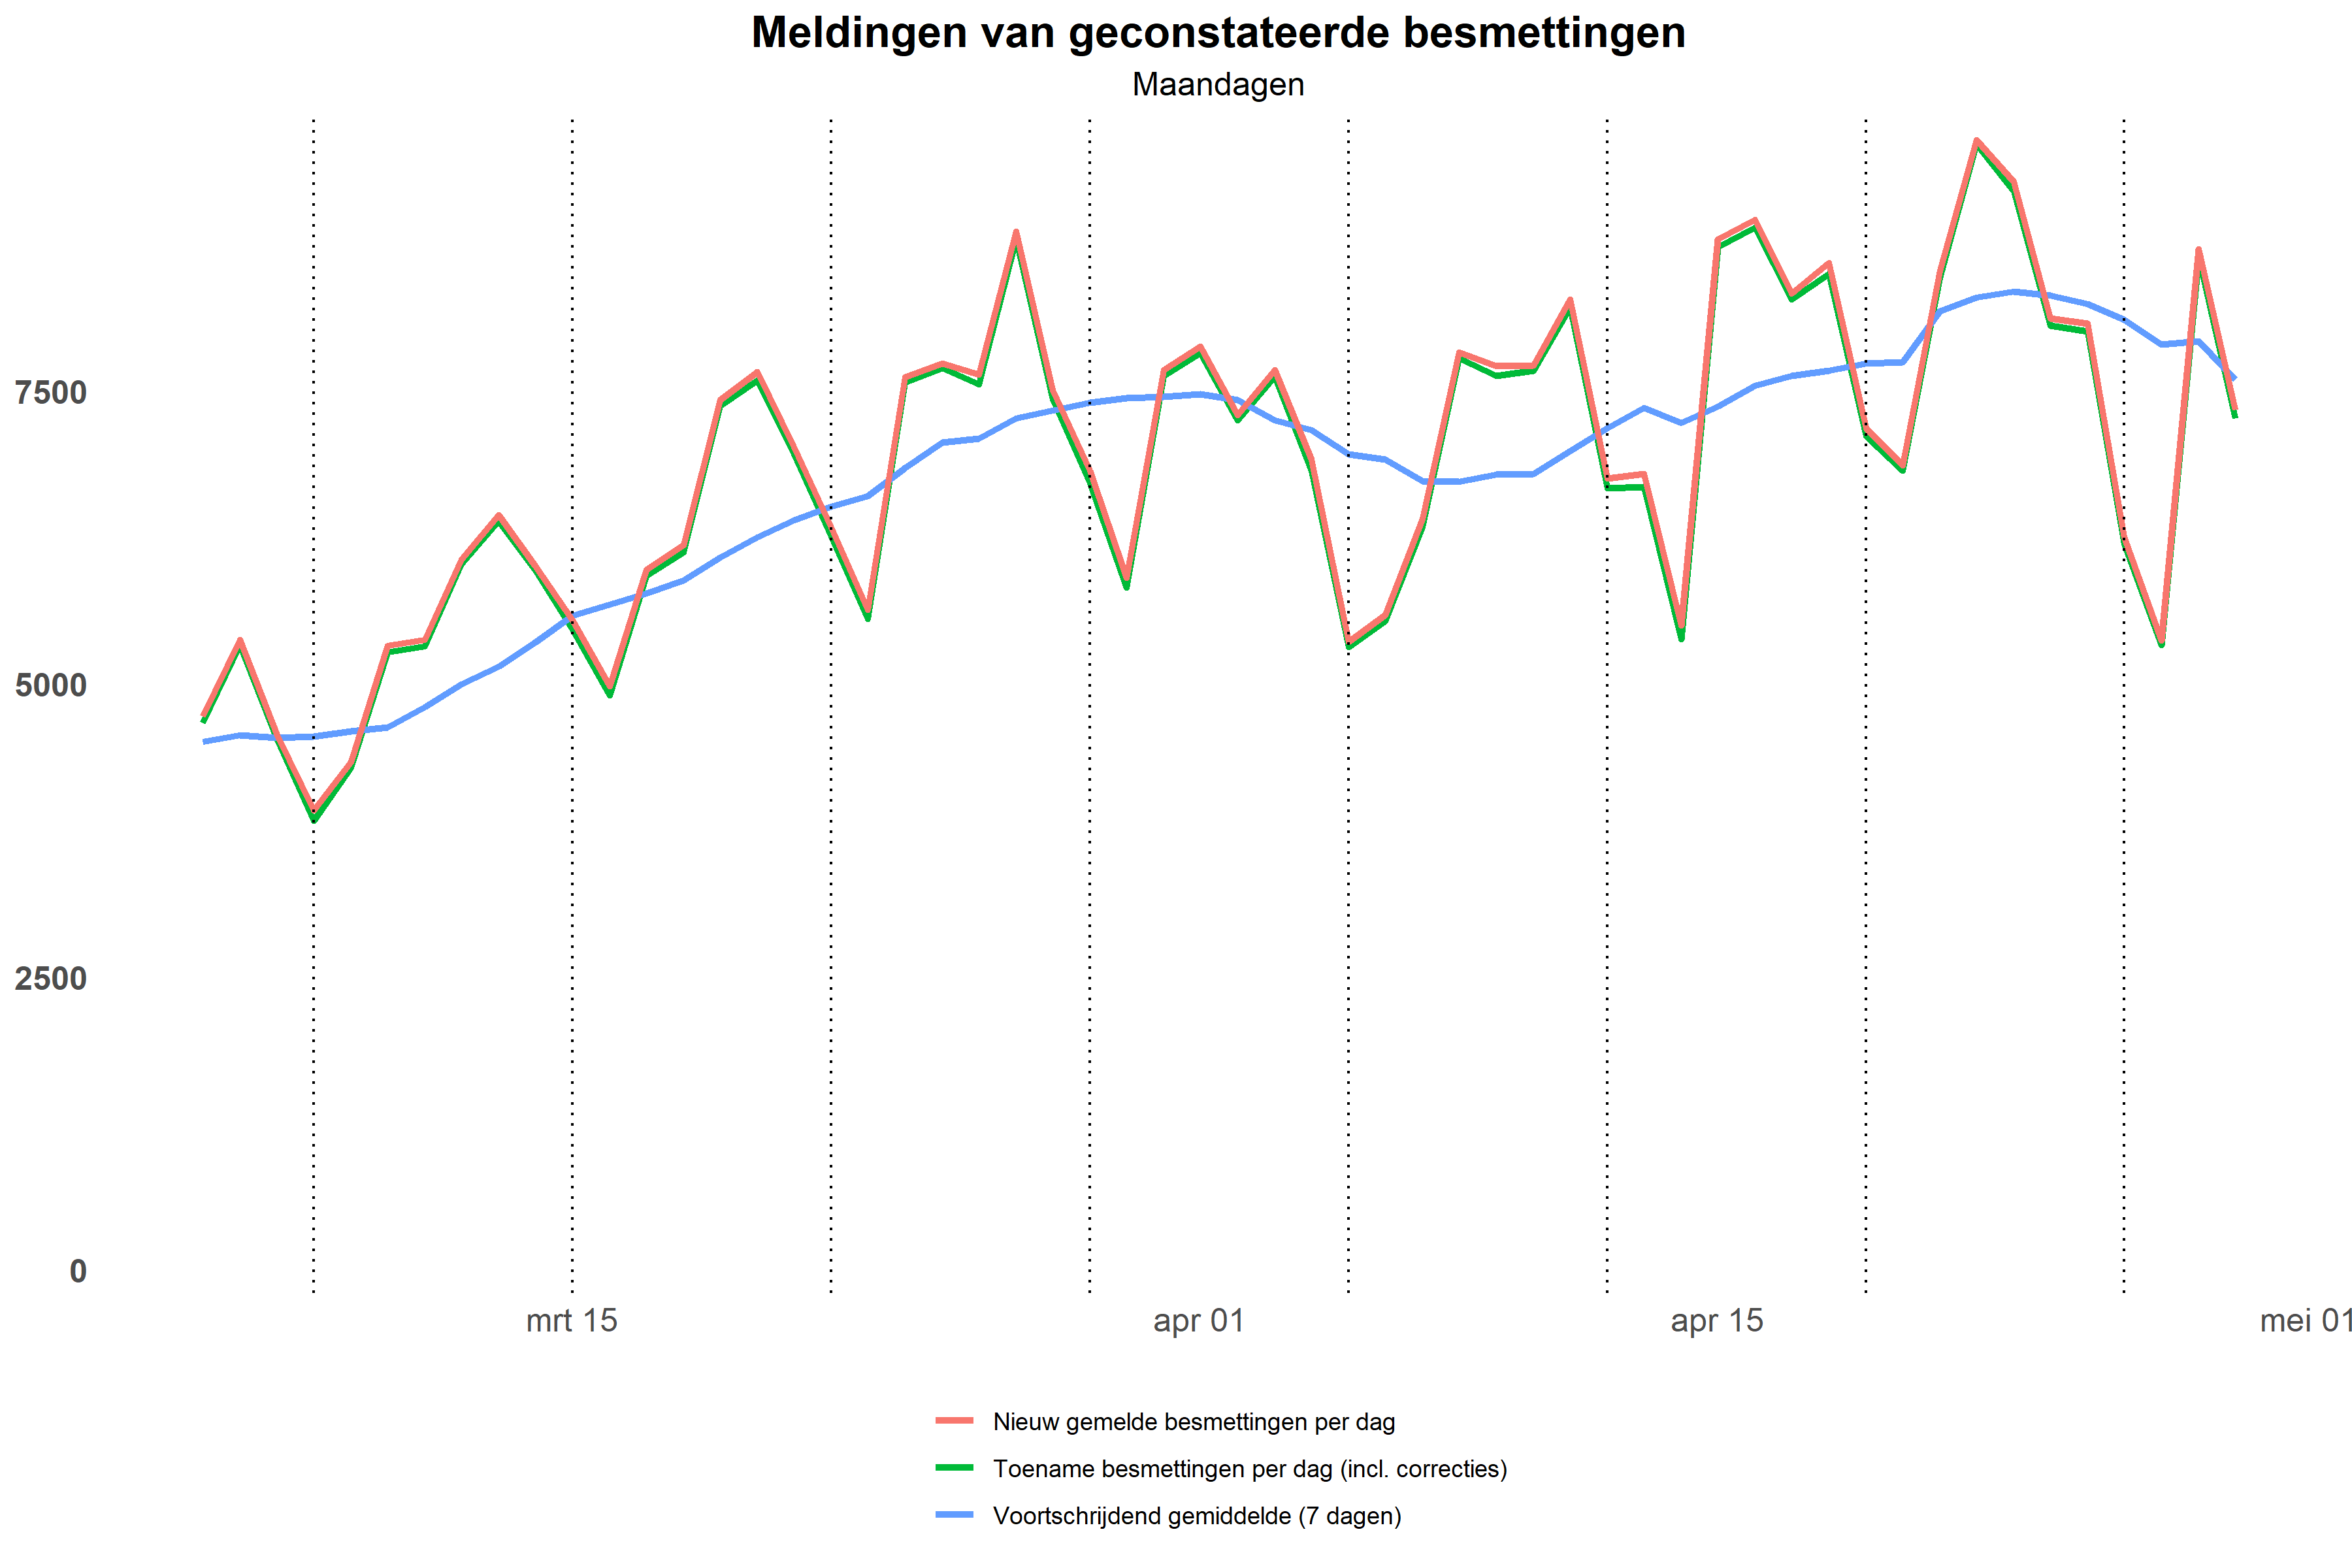 Meldingen van geconstateerde besmettingen
Maandagen
7500
5000
2500
0
mrt 15
apr 01
apr 15
mei 01
Nieuw gemelde besmettingen per dag
Toename besmettingen per dag (incl. correcties)
Voortschrijdend gemiddelde (7 dagen)